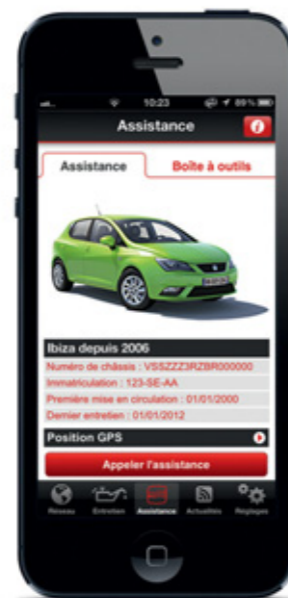 10:23 89%
Assistance
Assistance Boîte à outils
Ibiza depuis 2006
Numéro de châssis : VSSZZZ3RZBR000000
Immatriculation : 123-SE-AA
Première mise en circulation : 01/01/2000
Dernier entretien : 01/01/2012
Position GPS
Appeler l'assistance
Réseau Entretien Assistance Actualités Réglages